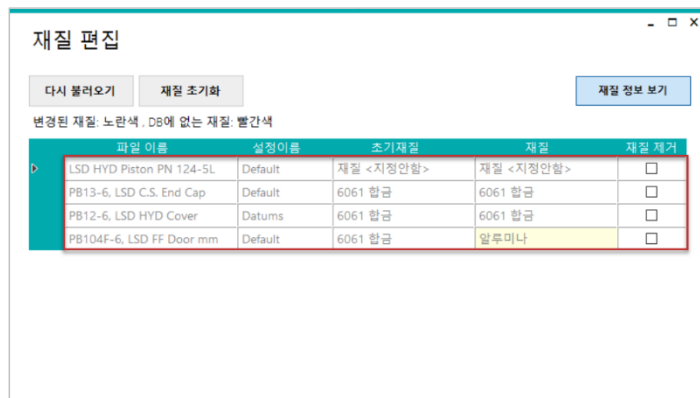 재질 편집
다시 불러오기 재질 초기화 재질 정보 보기
변경된 재질: 노란색 , DB에 없는 재질: 빨간색
파일 이름 설정이름 초기재질 재질 재질 제거
LSD HYD Piston PN 124-5L Default 재질 <지정안함> 재질 <지정안함>
PB13-6, LSD C.S. End Cap Default 6061 합금 6061 합금
PB12-6, LSD HYD Cover Datums 6061 합금 6061 합금
PB104F-6, LSD FF Door mm Default 6061 합금 알루미나